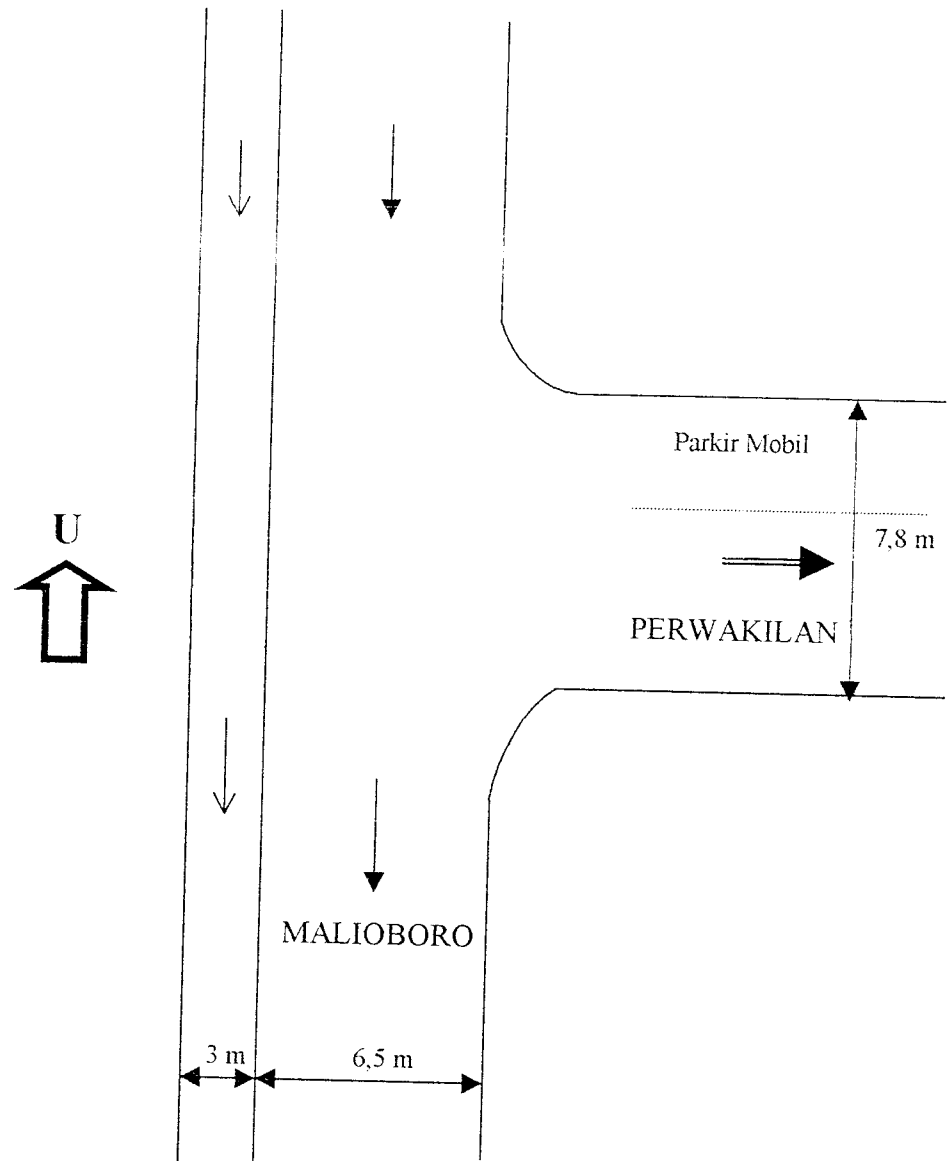 Parkir Mobil
U
7,8 m
PERWAKILAN
MALIOBORO
3 m
6,5 m